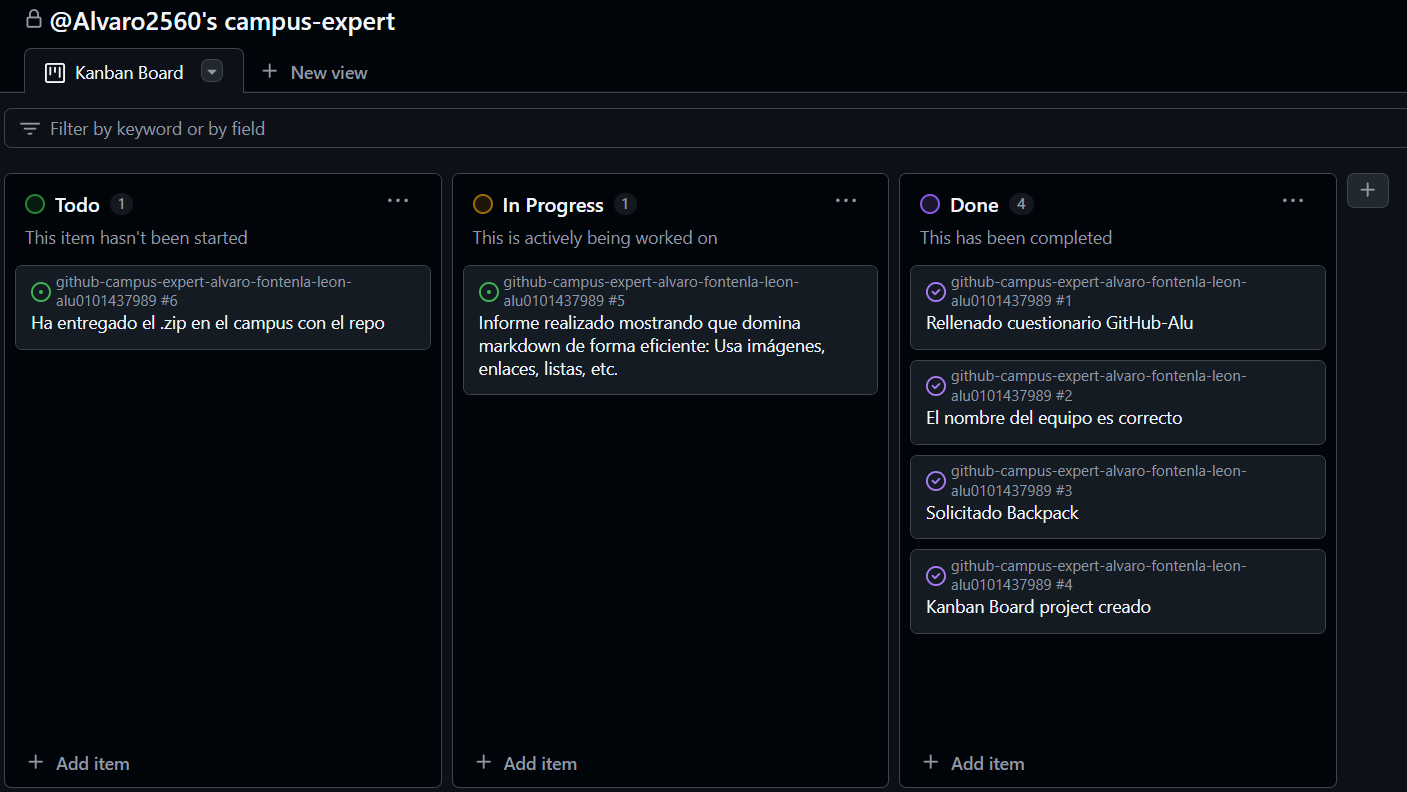 @Alvaro2560's campus-expert
Kanban Board
New view
Filter by keyword or by field
Todo 1
This item hasn't been started
github-campus-expert-alvaro-fontenla-leon-
alu0101437989 #6
Ha entregado el .zip en el campus con el repo
Add item
In Progress 1
This is actively being worked on
github-campus-expert-alvaro-fontenla-leon-
alu0101437989 #5
Informe realizado mostrando que domina
markdown de forma eficiente: Usa imágenes,
enlaces, listas, etc.
Add item
Done 4
This has been completed
github-campus-expert-alvaro-fontenla-leon-
alu0101437989 #1
Rellenado cuestionario GitHub-Alu
github-campus-expert-alvaro-fontenla-leon-
alu0101437989 #2
El nombre del equipo es correcto
github-campus-expert-alvaro-fontenla-leon-
alu0101437989 #3
Solicitado Backpack
github-campus-expert-alvaro-fontenla-leon-
alu0101437989 #4
Kanban Board project creado
Add item